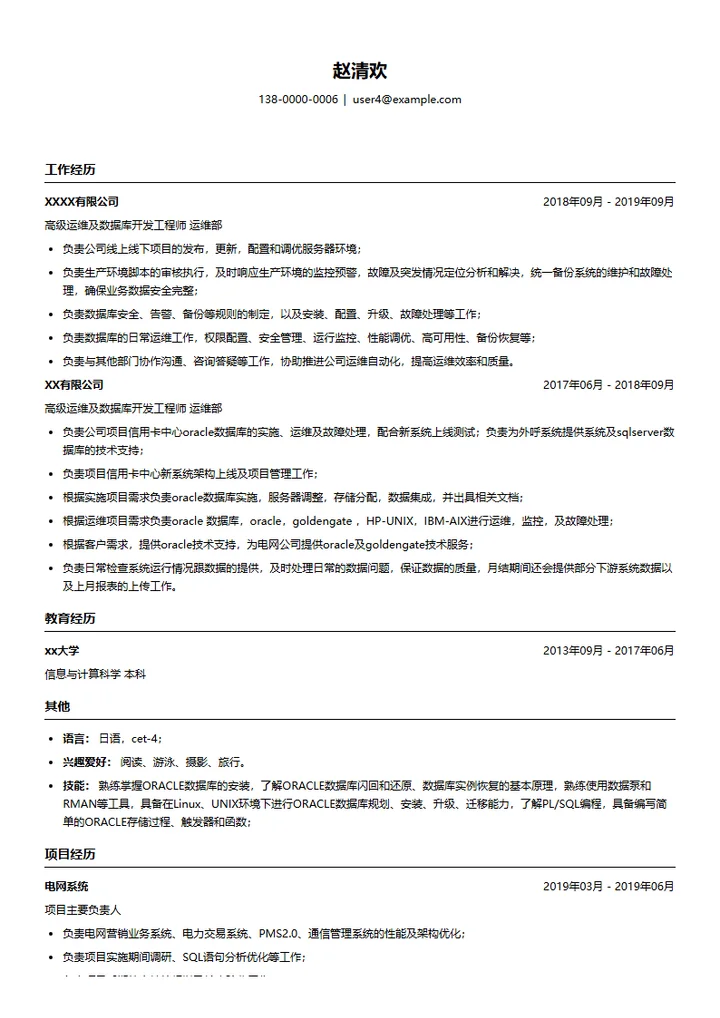 赵清欢
138-0000-0006 | user4@example.com
工作经历
XXXX有限公司 2018年09月 - 2019年09月
高级运维及数据库开发工程师 运维部
• 负责公司线上线下项目的发布，更新，配置和调优服务器环境；
• 负责生产环境脚本的审核执行，及时响应生产环境的监控预警，故障及突发情况定位分析和解决，统一备份系统的维护和故障处
理，确保业务数据安全完整；
• 负责数据库安全、告警、备份等规则的制定，以及安装、配置、升级、故障处理等工作；
• 负责数据库的日常运维工作，权限配置、安全管理、运行监控、性能调优、高可用性、备份恢复等；
• 负责与其他部门协作沟通、咨询答疑等工作，协助推进公司运维自动化，提高运维效率和质量。
XX有限公司 2017年06月 - 2018年09月
高级运维及数据库开发工程师 运维部
• 负责公司项目信用卡中心oracle数据库的实施、运维及故障处理，配合新系统上线测试；负责为外呼系统提供系统及sqlserver数
据库的技术支持；
• 负责项目信用卡中心新系统架构上线及项目管理工作；
• 根据实施项目需求负责oracle数据库实施，服务器调整，存储分配，数据集成，并出具相关文档；
• 根据运维项目需求负责oracle 数据库，oracle，goldengate ，HP-UNIX，IBM-AIX进行运维，监控，及故障处理；
• 根据客户需求，提供oracle技术支持，为电网公司提供oracle及goldengate技术服务；
• 负责日常检查系统运行情况跟数据的提供，及时处理日常的数据问题，保证数据的质量，月结期间还会提供部分下游系统数据以
及上月报表的上传工作。
教育经历
xx大学 2013年09月 - 2017年06月
信息与计算科学 本科
其他
• 语言： 日语，cet-4；
• 兴趣爱好： 阅读、游泳、摄影、旅行。
• 技能： 熟练掌握ORACLE数据库的安装，了解ORACLE数据库闪回和还原、数据库实例恢复的基本原理，熟练使用数据泵和
RMAN等工具，具备在Linux、UNIX环境下进行ORACLE数据库规划、安装、升级、迁移能力，了解PL/SQL编程，具备编写简
单的ORACLE存储过程、触发器和函数；
项目经历
电网系统 2019年03月 - 2019年06月
项目主要负责人
• 负责电网营销业务系统、电力交易系统、PMS2.0、通信管理系统的性能及架构优化；
• 负责项目实施期间调研、SQL语句分析优化等工作；